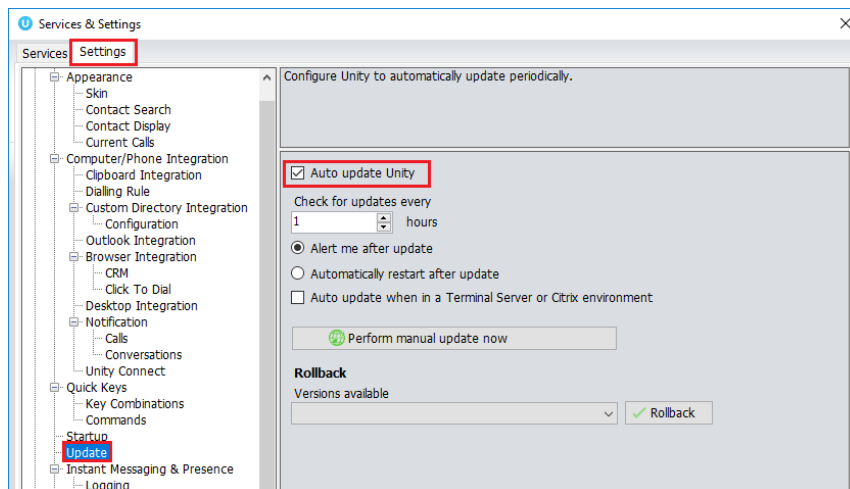 Services & Settings
Services
Settings
Appearance
Skin
Contact Search
Contact Display
Current Calls
Computer/Phone Integration
Clipboard Integration
Dialling Rule
Custom Directory Integration
Configuration
Outlook Integration
Browser Integration
CRM
Click To Dial
Desktop Integration
Notification
Calls
Conversations
Unity Connect
Quick Keys
Key Combinations
Commands
Startup
Update
Instant Messaging & Presence
Logging
Configure Unity to automatically update periodically.
Auto update Unity
Check for updates every
1 hours
Alert me after update
Automatically restart after update
Auto update when in a Terminal Server or Citrix environment
Perform manual update now
Rollback
Versions available
Rollback